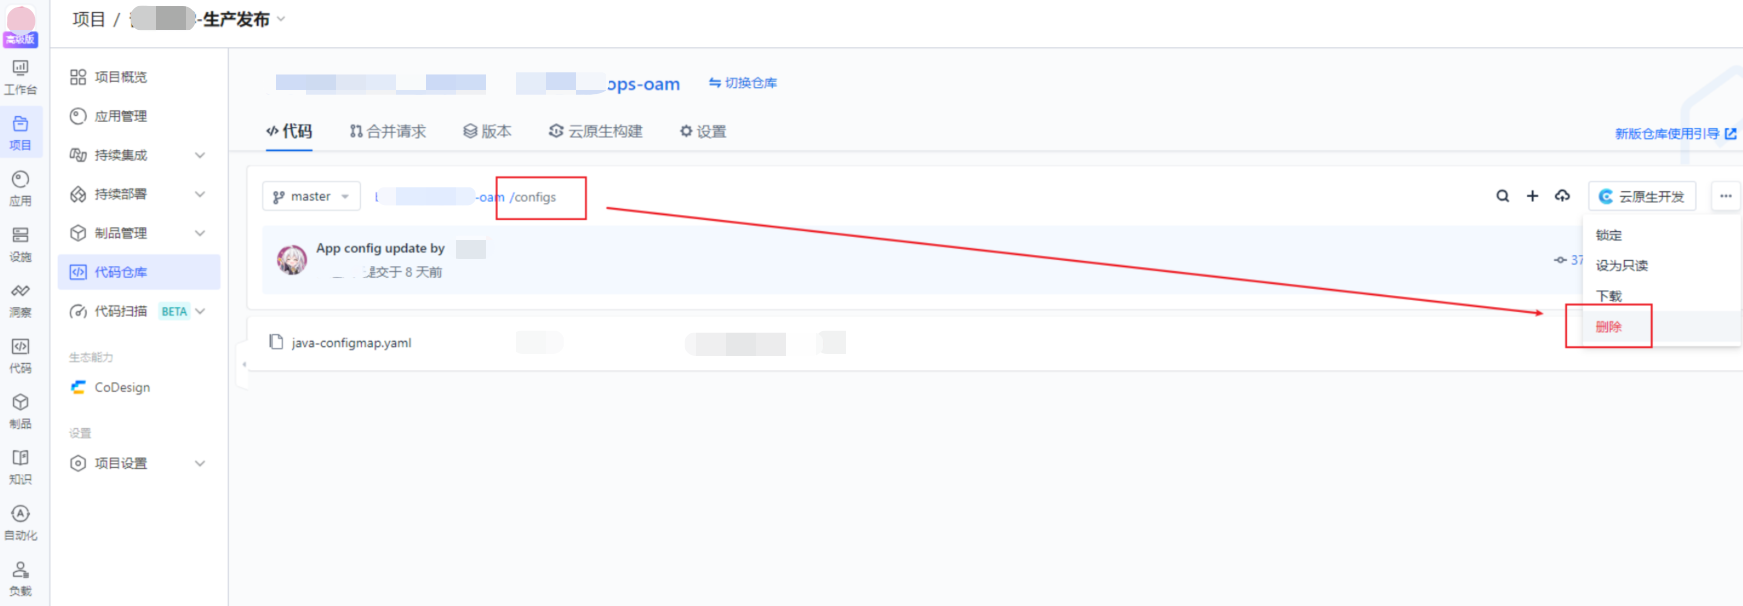 项目 / -生产发布
高级版
工作台
项目
应用
设施
洞察
代码
制品
知识
自动化
负载
项目概览
应用管理
持续集成
持续部署
制品管理
代码仓库
代码扫描 BETA
生态能力
CoDesign
设置
项目设置
ops-oam 切换仓库
代码 合并请求 版本 云原生构建 设置
新版仓库使用引导
master -oam /configs
云原生开发
App config update by
提交于 8 天前
37
锁定
设为只读
下载
删除
java-configmap.yaml